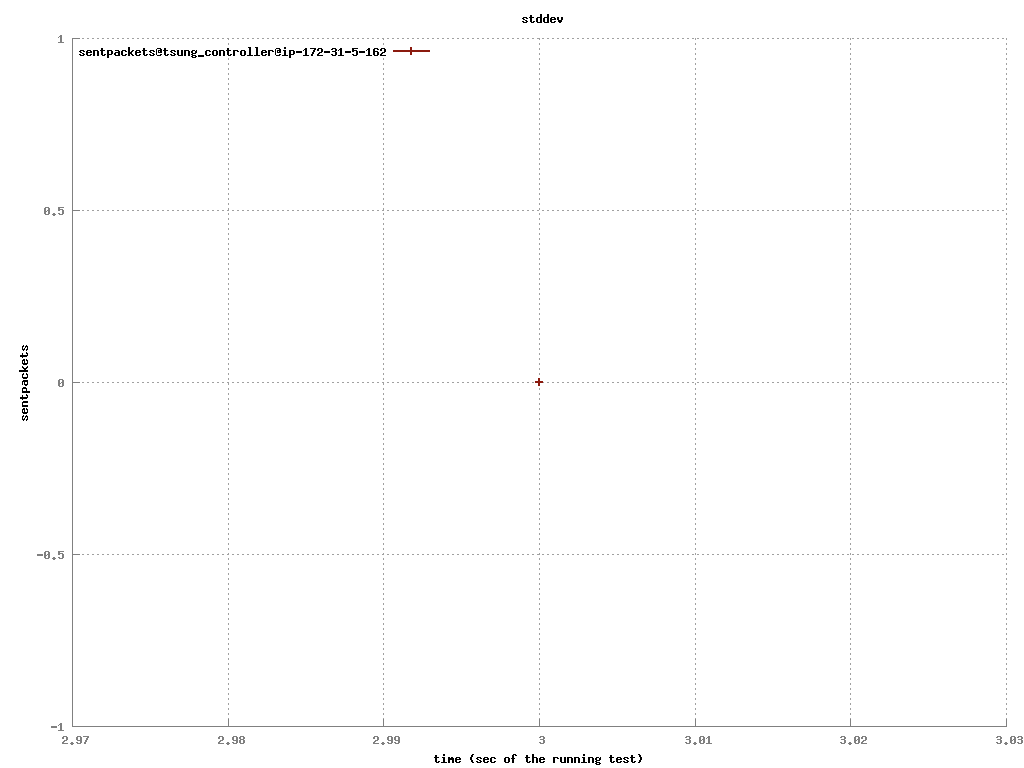 stddev
sentpackets@tsung_controller@ip-172-31-5-162
1
0.5
0
-0.5
-1
sentpackets
2.97 2.98 2.99 3 3.01 3.02 3.03
time (sec of the running test)